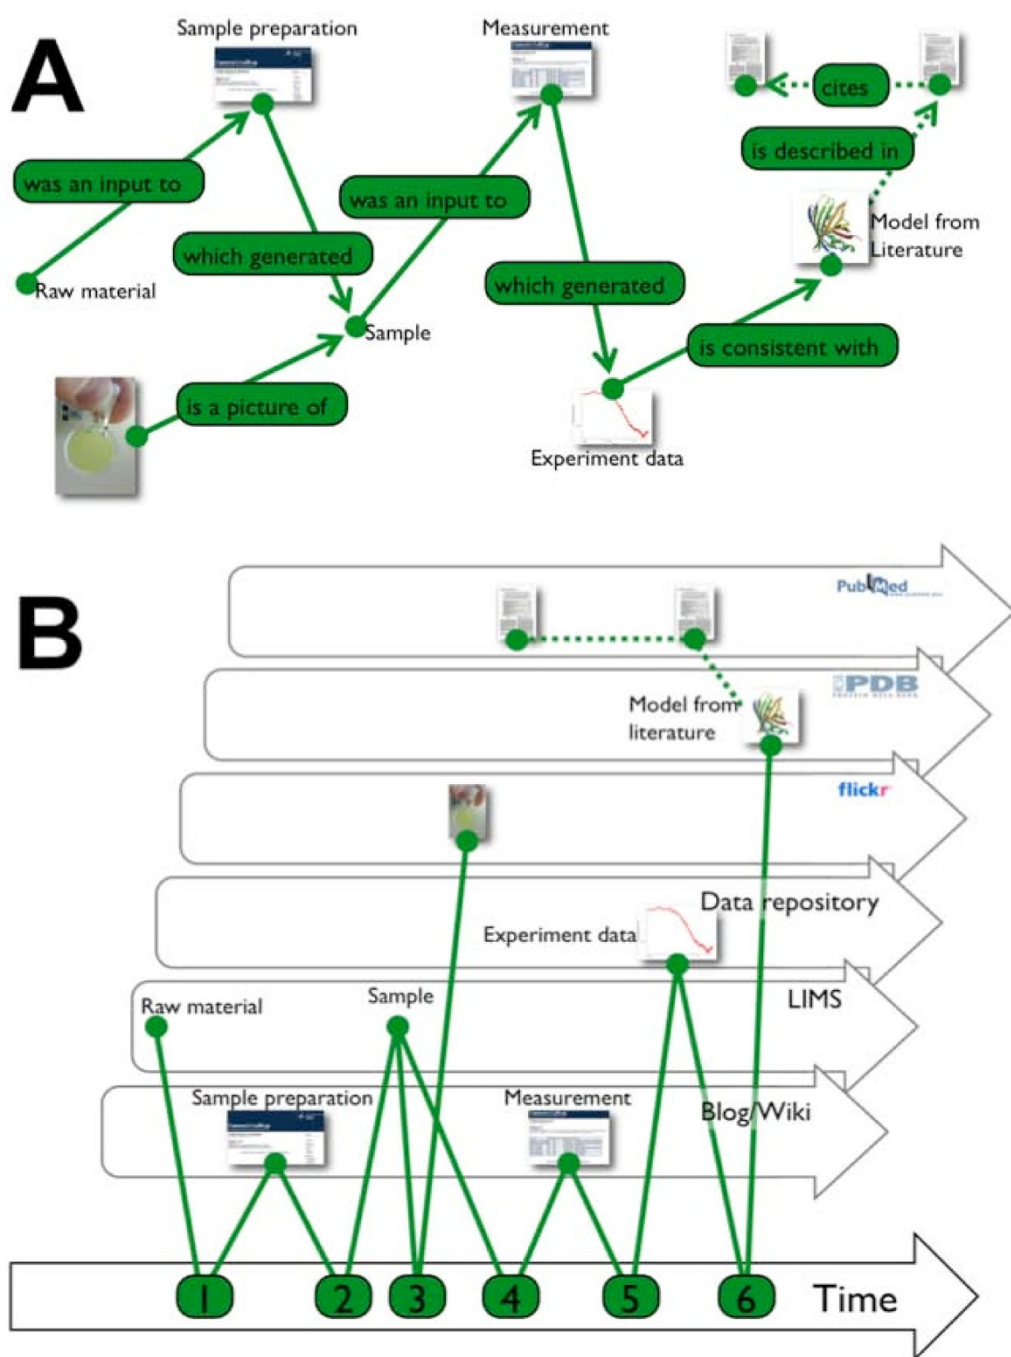 A
Sample preparation
Measurement
cites
is described in
was an input to
was an input to
Model from
Literature
which generated
which generated
Raw material
Sample
is consistent with
is a picture of
Experiment data
B
PubMed
PDB
PROTEIN DATA BANK
Model from
literature
flickr
Data repository
Experiment data
LIMS
Raw material
Sample
Sample preparation
Measurement
Blog/Wiki
1
2
3
4
5
6
Time